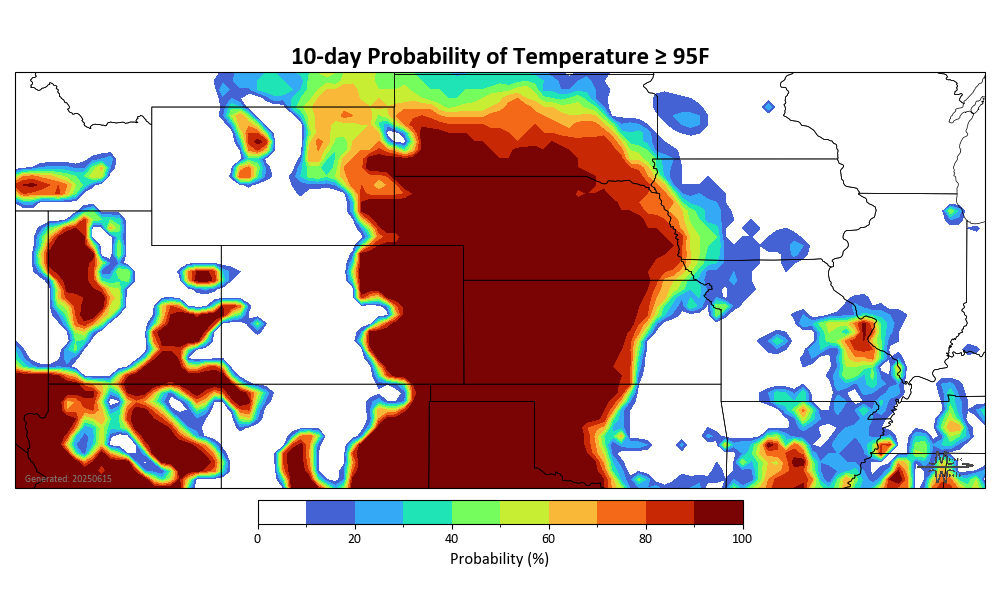 10-day Probability of Temperature ≥ 95F
Generated: 20250615
0 20 40 60 80 100
Probability (%)